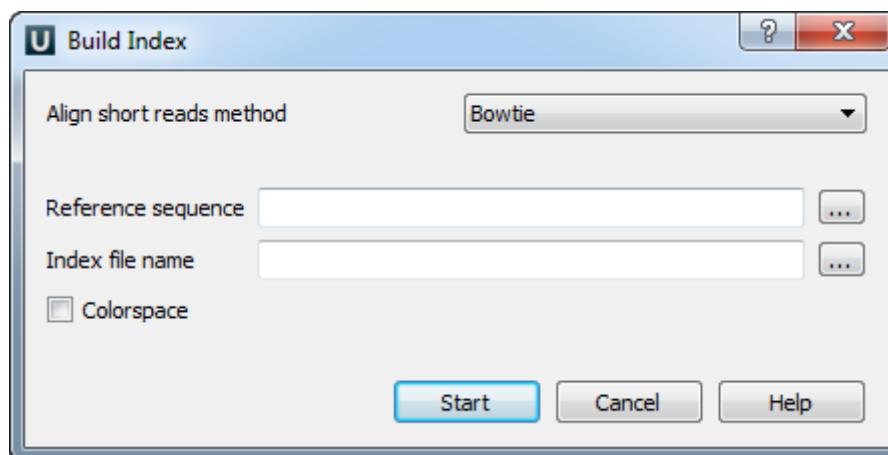 U Build Index ? X
Align short reads method Bowtie
Reference sequence ...
Index file name ...
Colorspace
Start Cancel Help